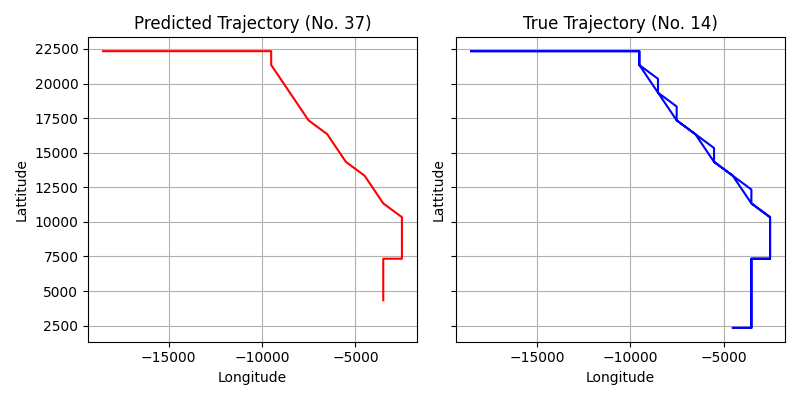 Predicted Trajectory (No. 37)
True Trajectory (No. 14)
22500
20000
17500
15000
12500
10000
7500
5000
2500
Lattitude
Lattitude
−15000
−10000
−5000
−15000
−10000
−5000
Longitude
Longitude